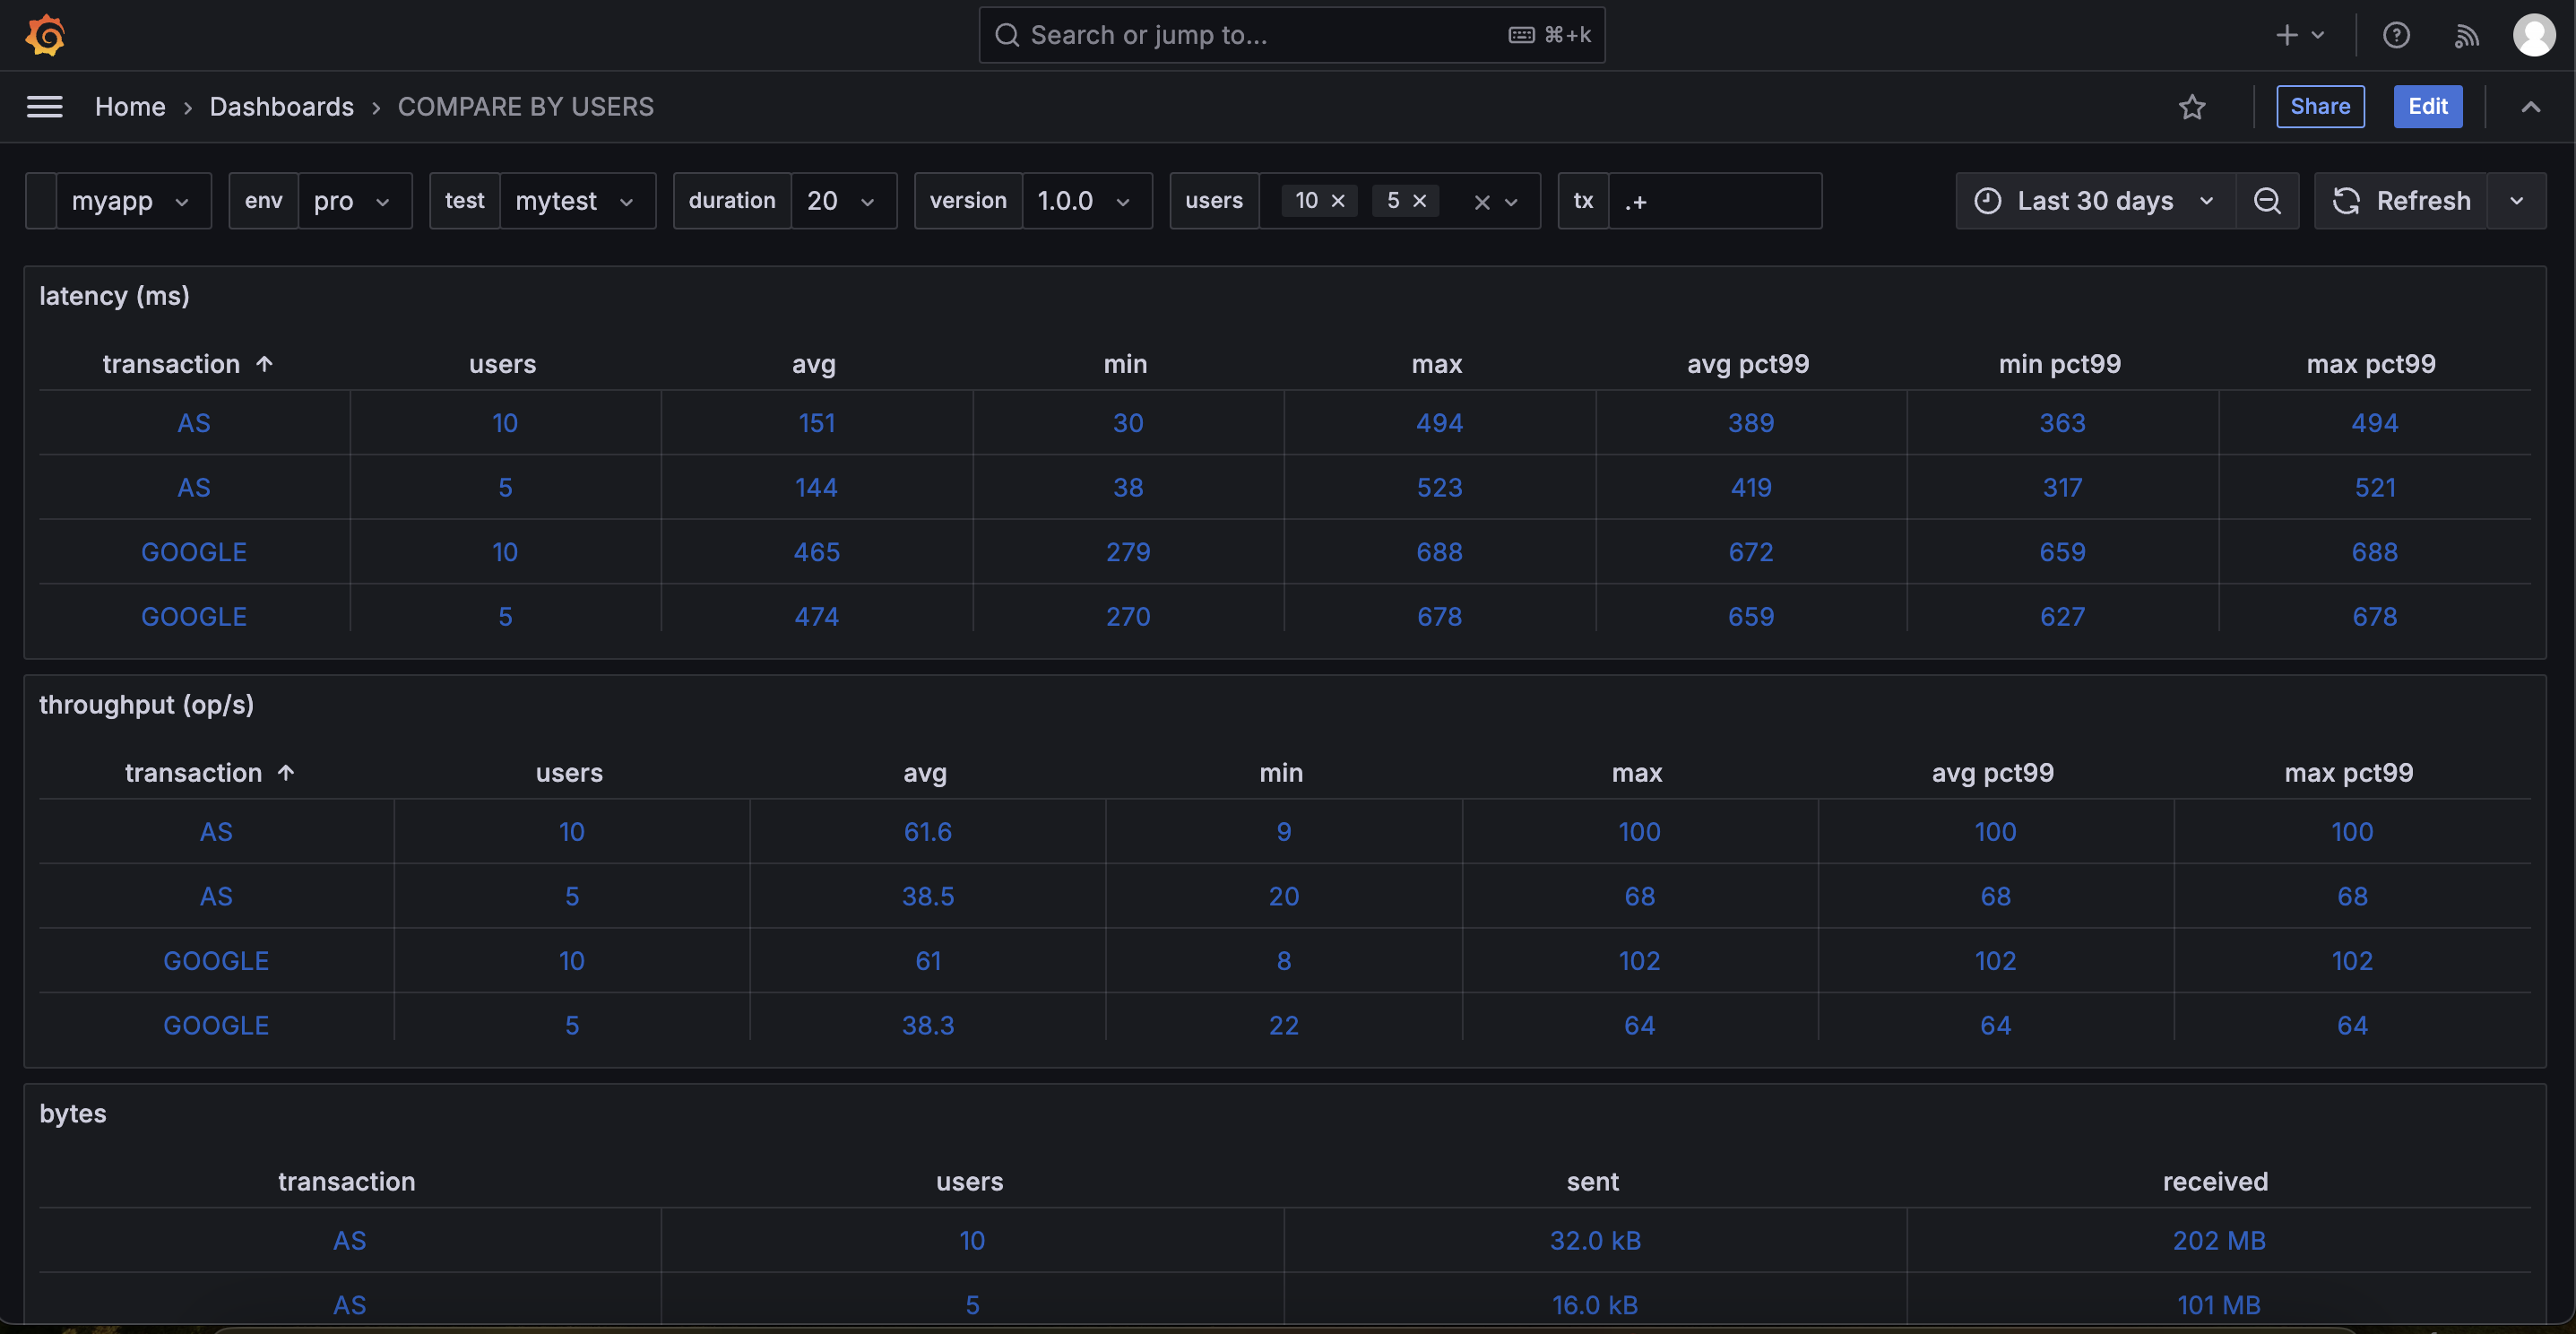 Search or jump to... ⌘+k
Home › Dashboards › COMPARE BY USERS Share Edit
myapp env pro test mytest duration 20 version 1.0.0 users 10 × 5 × tx .+ Last 30 days Refresh
latency (ms)
transaction ↑ users avg min max avg pct99 min pct99 max pct99
AS 10 151 30 494 389 363 494
AS 5 144 38 523 419 317 521
GOOGLE 10 465 279 688 672 659 688
GOOGLE 5 474 270 678 659 627 678
throughput (op/s)
transaction ↑ users avg min max avg pct99 max pct99
AS 10 61.6 9 100 100 100
AS 5 38.5 20 68 68 68
GOOGLE 10 61 8 102 102 102
GOOGLE 5 38.3 22 64 64 64
bytes
transaction users sent received
AS 10 32.0 kB 202 MB
AS 5 16.0 kB 101 MB